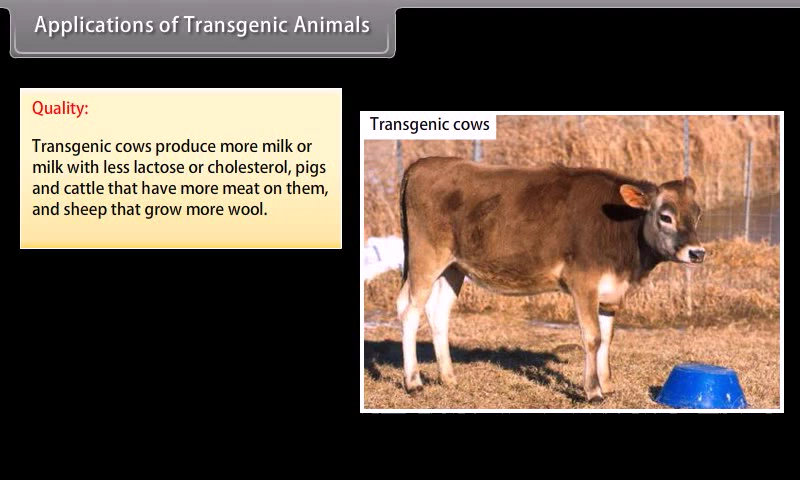 Applications of Transgenic Animals
Quality:
Transgenic cows produce more milk or
milk with less lactose or cholesterol, pigs
and cattle that have more meat on them,
and sheep that grow more wool.
Transgenic cows